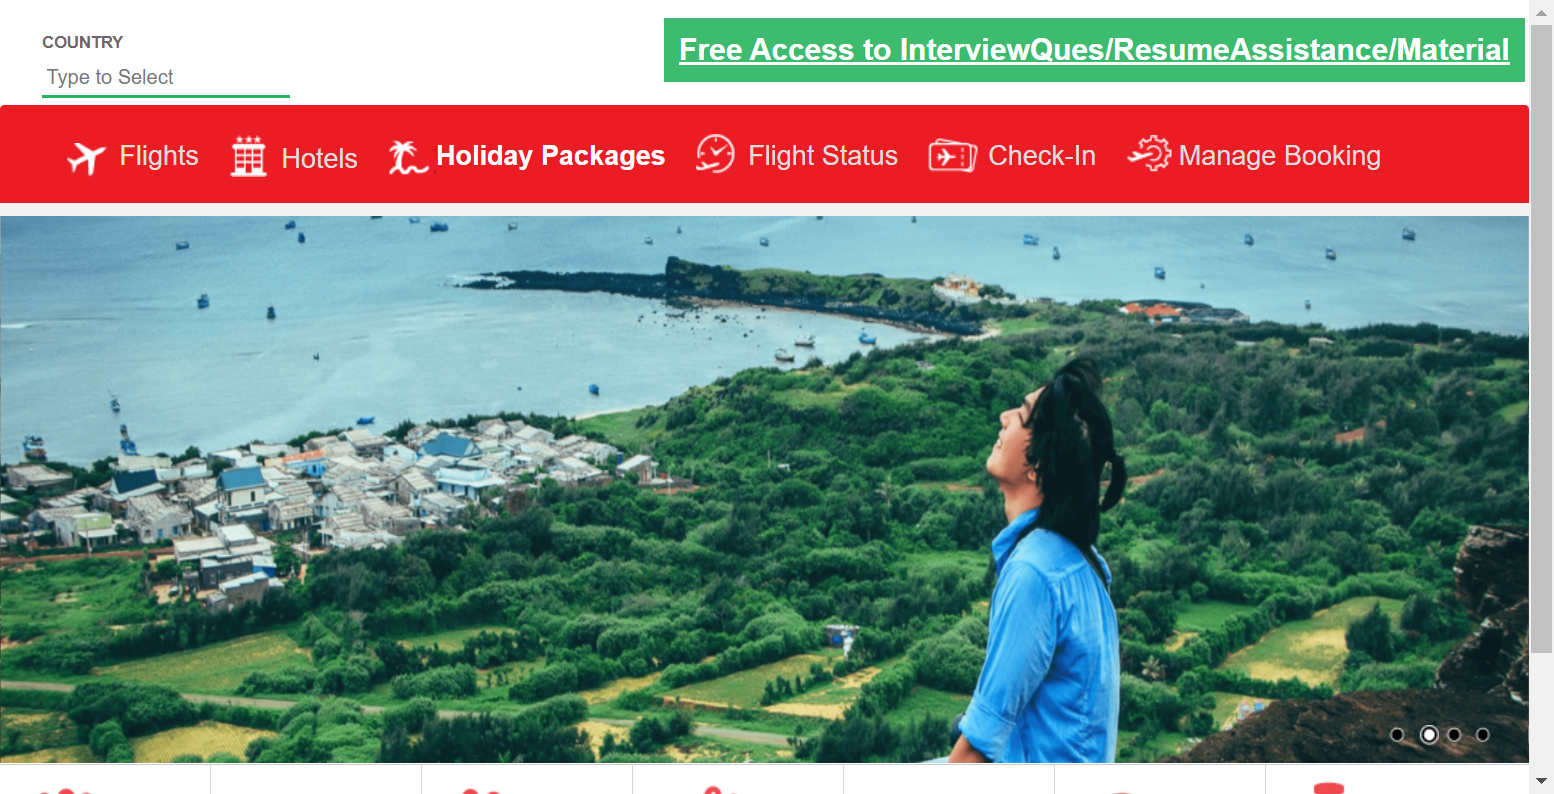 COUNTRY
Type to Select
Free Access to InterviewQues/ResumeAssistance/Material
Flights
Hotels
Holiday Packages
Flight Status
Check-In
Manage Booking